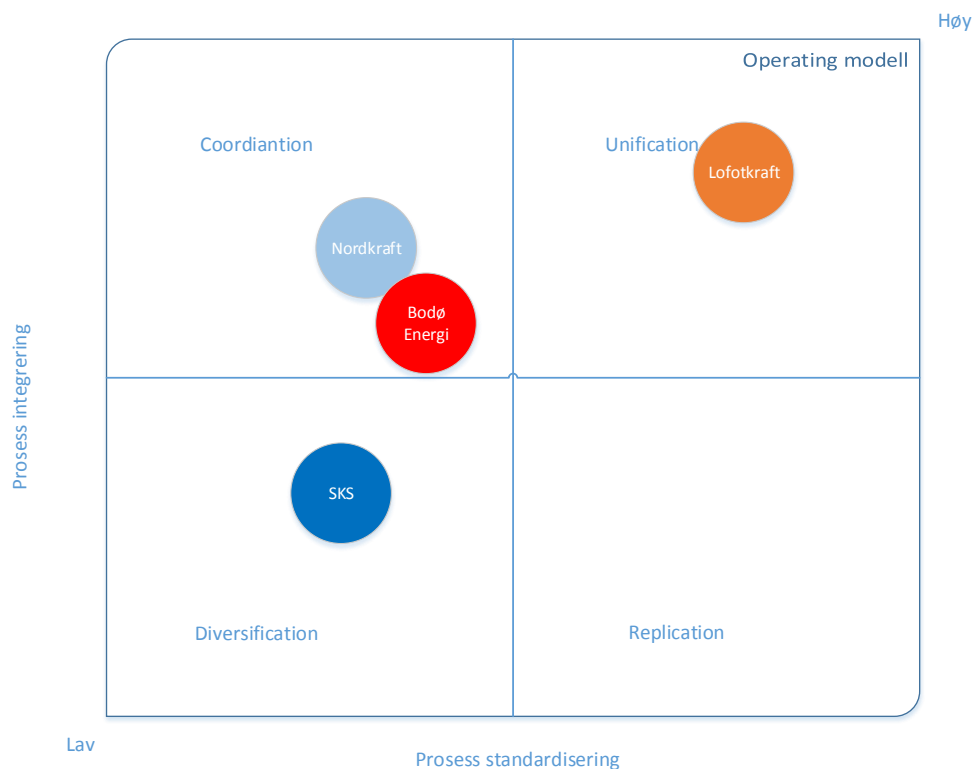 Høy
Operating modell
Coordiantion
Unification
Lofotkraft
Nordkraft
Bodø
Energi
Prosess integrering
SKS
Diversification
Replication
Lav
Prosess standardisering